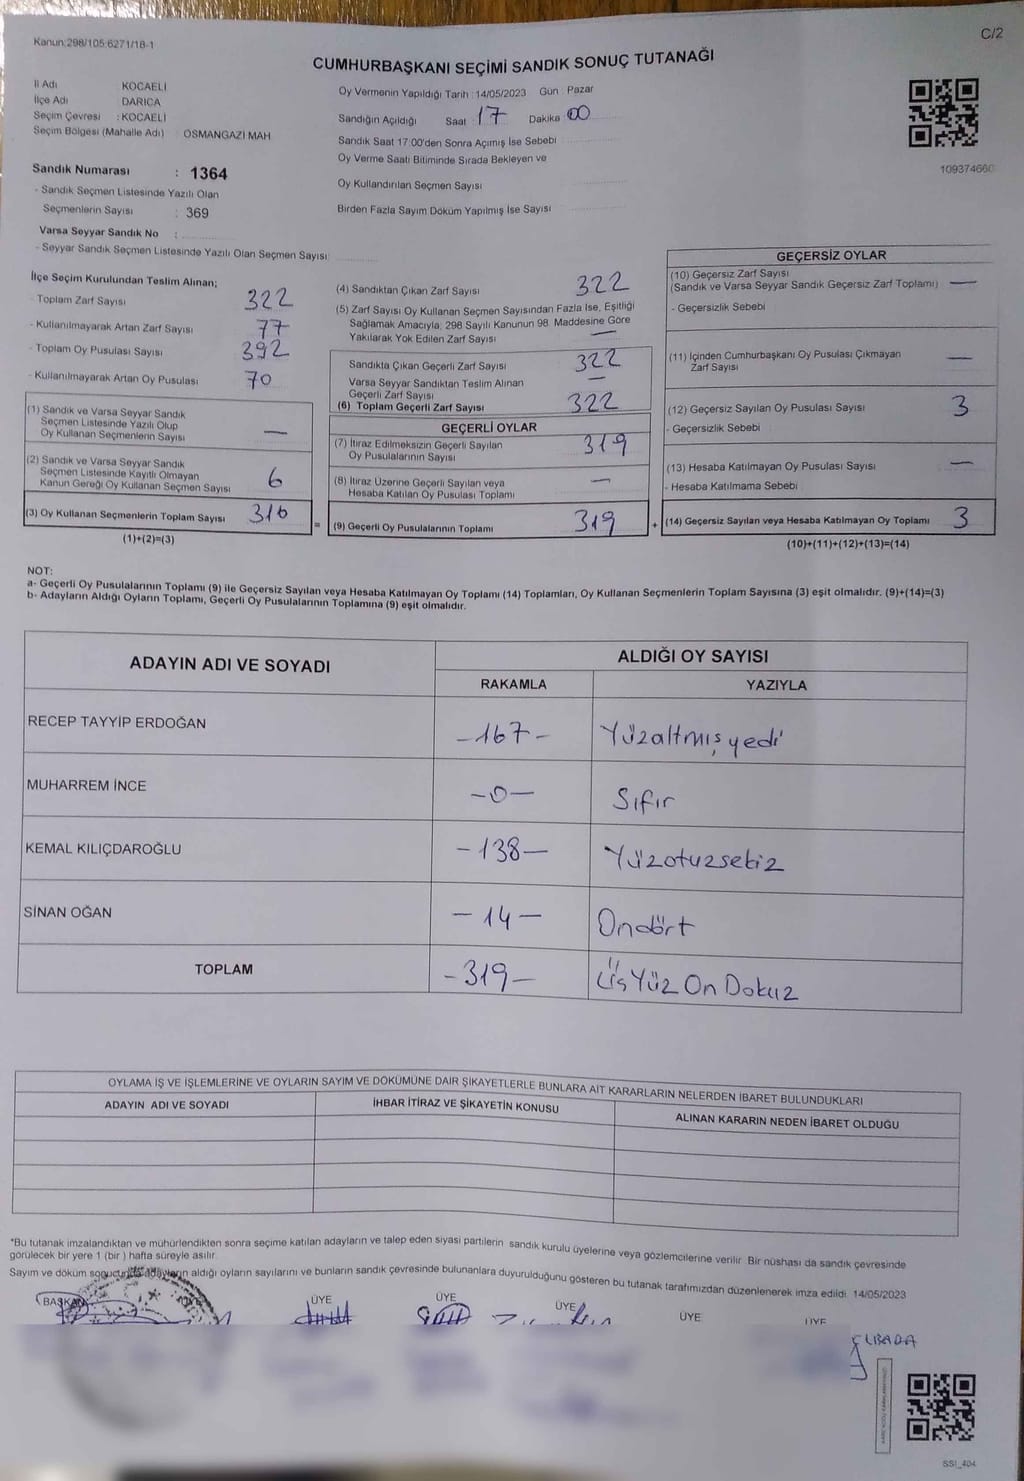 Kanun:298/105:6271/18-1
C/2
CUMHURBAŞKANI SEÇİMİ SANDIK SONUÇ TUTANAĞI
İl Adı : KOCAELİ
İlçe Adı : DARICA
Seçim Çevresi : KOCAELİ
Seçim Bölgesi (Mahalle Adı) : OSMANGAZİ MAH
Sandık Numarası : 1364
- Sandık Seçmen Listesinde Yazılı Olan
Seçmenlerin Sayısı : 369
Varsa Seyyar Sandık No :
- Seyyar Sandık Seçmen Listesinde Yazılı Olan Seçmen Sayısı:
Oy Vermenin Yapıldığı Tarih : 14/05/2023 Gün : Pazar
Sandığın Açıldığı Saat : 17 Dakika : 00
Sandık Saat 17:00'den Sonra Açımış İse Sebebi
Oy Verme Saati Bitiminde Sırada Bekleyen ve
Oy Kullandırılan Seçmen Sayısı
Birden Fazla Sayım Döküm Yapılmış İse Sayısı
109374660
İlçe Seçim Kurulundan Teslim Alınan;
- Toplam Zarf Sayısı 322
- Kullanılmayarak Artan Zarf Sayısı 77
- Toplam Oy Pusulası Sayısı 392
- Kullanılmayarak Artan Oy Pusulası 70
(1) Sandık ve Varsa Seyyar Sandık
Seçmen Listesinde Yazılı Olup
Oy Kullanan Seçmenlerin Sayısı —
(2) Sandık ve Varsa Seyyar Sandık
Seçmen Listesinde Kayıtlı Olmayan
Kanun Gereği Oy Kullanan Seçmen Sayısı 6
(3) Oy Kullanan Seçmenlerin Toplam Sayısı 316
(1)+(2)=(3)
(4) Sandıktan Çıkan Zarf Sayısı 322
(5) Zarf Sayısı Oy Kullanan Seçmen Sayısından Fazla İse, Eşitliği
Sağlamak Amacıyla; 298 Sayılı Kanunun 98. Maddesine Göre
Yakılarak Yok Edilen Zarf Sayısı —
Sandıkta Çıkan Geçerli Zarf Sayısı 322
Varsa Seyyar Sandıktan Teslim Alınan
Geçerli Zarf Sayısı —
(6) Toplam Geçerli Zarf Sayısı 322
GEÇERLİ OYLAR
(7) İtiraz Edilmeksizin Geçerli Sayılan
Oy Pusulalarının Sayısı 319
(8) İtiraz Üzerine Geçerli Sayılan veya
Hesaba Katılan Oy Pusulası Toplamı —
= (9) Geçerli Oy Pusulalarının Toplamı 319
GEÇERSİZ OYLAR
(10) Geçersiz Zarf Sayısı
(Sandık ve Varsa Seyyar Sandık Geçersiz Zarf Toplamı) —
- Geçersizlik Sebebi
(11) İçinden Cumhurbaşkanı Oy Pusulası Çıkmayan
Zarf Sayısı —
(12) Geçersiz Sayılan Oy Pusulası Sayısı 3
- Geçersizlik Sebebi
(13) Hesaba Katılmayan Oy Pusulası Sayısı —
- Hesaba Katılmama Sebebi
+ (14) Geçersiz Sayılan veya Hesaba Katılmayan Oy Toplamı 3
(10)+(11)+(12)+(13)=(14)
NOT:
a- Geçerli Oy Pusulalarının Toplamı (9) ile Geçersiz Sayılan veya Hesaba Katılmayan Oy Toplamı (14) Toplamları, Oy Kullanan Seçmenlerin Toplam Sayısına (3) eşit olmalıdır. (9)+(14)=(3)
b- Adayların Aldığı Oyların Toplamı, Geçerli Oy Pusulalarının Toplamına (9) eşit olmalıdır.
ADAYIN ADI VE SOYADI ALDIĞI OY SAYISI
RAKAMLA YAZIYLA
RECEP TAYYİP ERDOĞAN -167- Yüzaltmışyedi
MUHARREM İNCE -0- Sıfır
KEMAL KILIÇDAROĞLU -138- Yüzotuzsekiz
SİNAN OĞAN -14- Ondört
TOPLAM -319- ÜçYüz On Dokuz
OYLAMA İŞ VE İŞLEMLERİNE VE OYLARIN SAYIM VE DÖKÜMÜNE DAİR ŞİKAYETLERLE BUNLARA AİT KARARLARIN NELERDEN İBARET BULUNDUKLARI
ADAYIN ADI VE SOYADI İHBAR İTİRAZ VE ŞİKAYETİN KONUSU ALINAN KARARIN NEDEN İBARET OLDUĞU
*Bu tutanak imzalandıktan ve mühürlendikten sonra seçime katılan adayların ve talep eden siyasi partilerin sandık kurulu üyelerine veya gözlemcilerine verilir. Bir nüshası da sandık çevresinde
görülecek bir yere 1 (bir ) hafta süreyle asılır.
Sayım ve döküm sonucunda adayların aldığı oyların sayılarını ve bunların sandık çevresinde bulunanlara duyurulduğunu gösteren bu tutanak tarafımızdan düzenlenerek imza edildi. 14/05/2023
BAŞKAN ÜYE ÜYE ÜYE ÜYE ÜYE
SSI_404